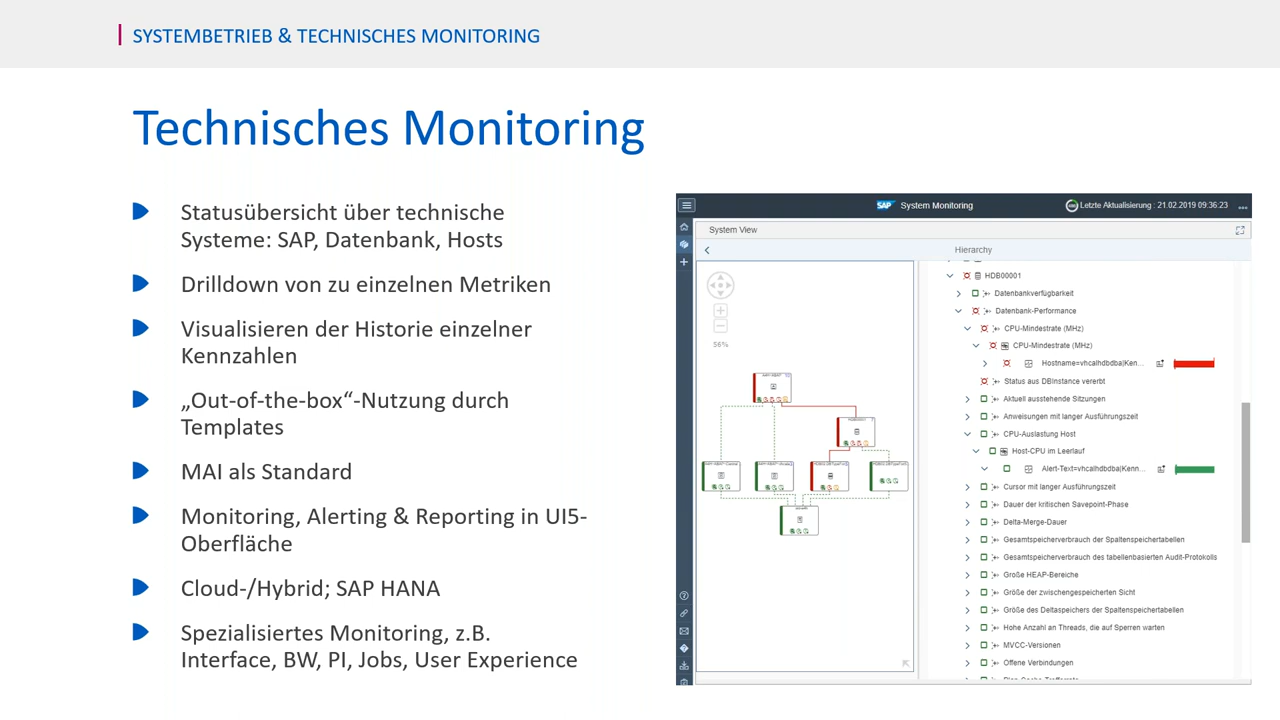 SYSTEMBETRIEB & TECHNISCHES MONITORING
Technisches Monitoring
Statusübersicht über technische
Systeme: SAP, Datenbank, Hosts
Drilldown von zu einzelnen Metriken
Visualisieren der Historie einzelner
Kennzahlen
„Out-of-the-box“-Nutzung durch
Templates
MAI als Standard
Monitoring, Alerting & Reporting in UI5-
Oberfläche
Cloud-/Hybrid; SAP HANA
Spezialisiertes Monitoring, z.B.
Interface, BW, PI, Jobs, User Experience
SAP System Monitoring
Letzte Aktualisierung : 21.02.2019 09:36:23
System View
Hierarchy
56%
HDB00001
Datenbankverfügbarkeit
Datenbank-Performance
CPU-Mindestrate (MHz)
CPU-Mindestrate (MHz)
Hostname=vhcalhdbdba|Ken...
Status aus DBInstance vererbt
Aktuell ausstehende Sitzungen
Anweisungen mit langer Ausführungszeit
CPU-Auslastung Host
Host-CPU im Leerlauf
Alert-Text=vhcalhdbdba|Kenn...
Cursor mit langer Ausführungszeit
Dauer der kritischen Savepoint-Phase
Delta-Merge-Dauer
Gesamtspeicherverbrauch der Spaltenspeichertabellen
Gesamtspeicherverbrauch des tabellenbasierten Audit-Protokolls
Große HEAP-Bereiche
Größe der zwischengespeicherten Sicht
Größe des Deltaspeichers der Spaltenspeichertabellen
Hohe Anzahl an Threads, die auf Sperren warten
MVCC-Versionen
Offene Verbindungen